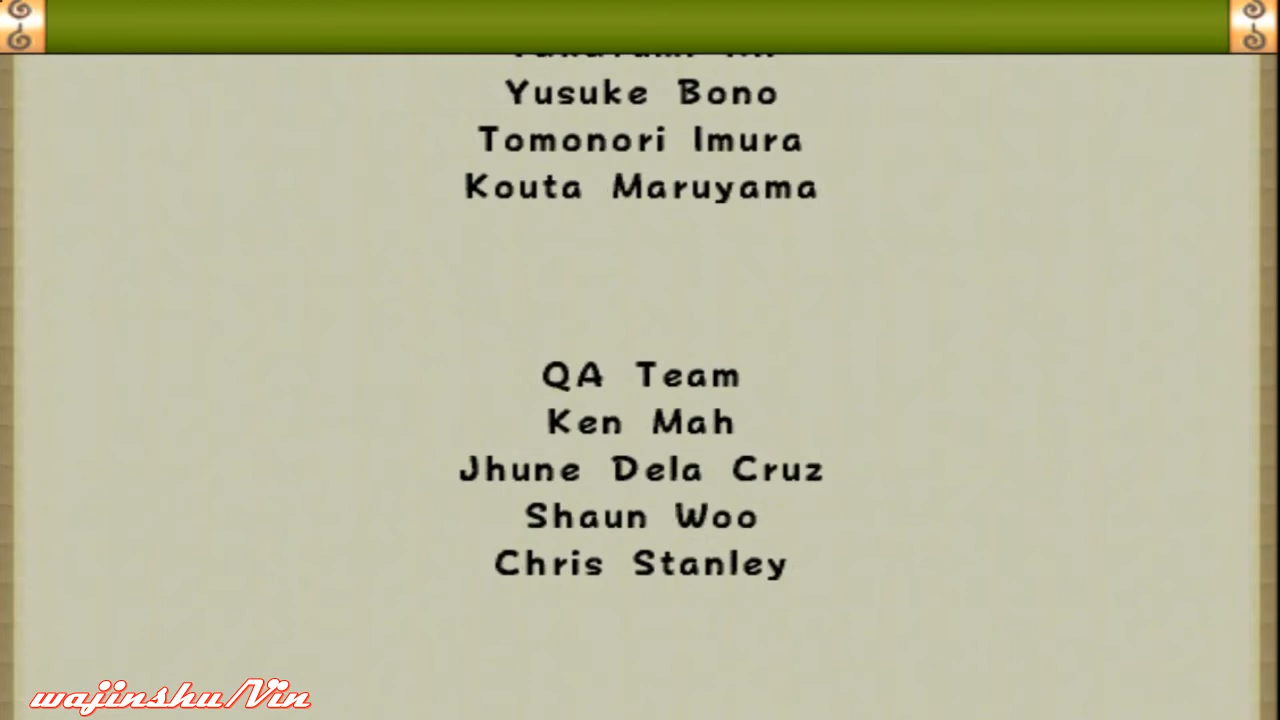 Yusuke Bono
Tomonori Imura
Kouta Maruyama
QA Team
Ken Mah
Jhune Dela Cruz
Shaun Woo
Chris Stanley
wajinshu/Vin